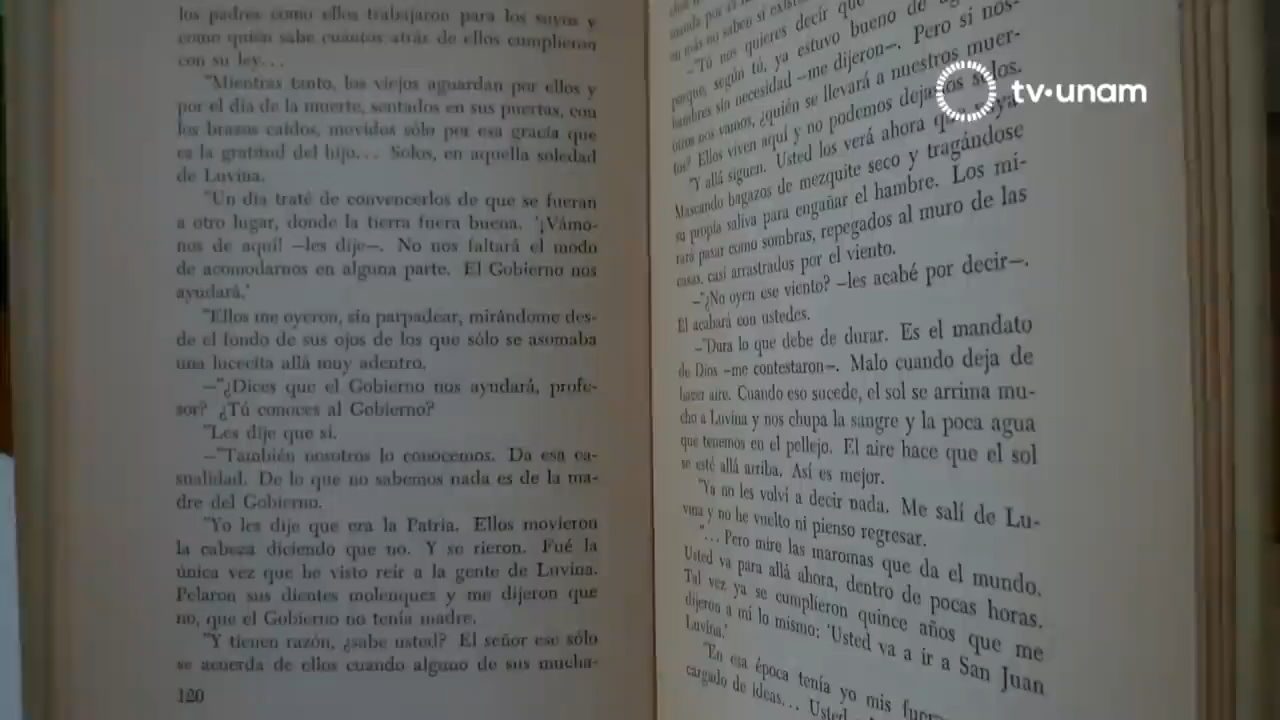 los padres como ellos trabajaron para los suyos y
como quién sabe cuántos atrás de ellos cumplieron
con su ley...
"Mientras tanto, los viejos aguardan por ellos y
por el día de la muerte, sentados en sus puertas, con
los brazos caídos, movidos sólo por esa gracia que
es la gratitud del hijo... Solos, en aquella soledad
de Luvina.
"Un día traté de convencerlos de que se fueran
a otro lugar, donde la tierra fuera buena. '¡Vámo-
nos de aquí! —les dije—. No nos faltará el modo
de acomodarnos en alguna parte. El Gobierno nos
ayudará.'
"Ellos me oyeron, sin parpadear, mirándome des-
de el fondo de sus ojos de los que sólo se asomaba
una lucecita allá muy adentro.
—"¿Dices que el Gobierno nos ayudará, profe-
sor? ¿Tú conoces al Gobierno?
"Les dije que sí.
—"También nosotros lo conocemos. Da esa ca-
sualidad. De lo que no sabemos nada es de la ma-
dre del Gobierno.
"Yo les dije que era la Patria. Ellos movieron
la cabeza diciendo que no. Y se rieron. Fué la
única vez que he visto reír a la gente de Luvina.
Pelaron sus dientes molenques y me dijeron que
no, que el Gobierno no tenía madre.
"Y tienen razón, ¿sabe usted? El señor ese sólo
se acuerda de ellos cuando alguno de sus mucha-
120
más no saben si
—"Tú nos quieres decir que
porque, según tú, ya estuvo bueno de
hambres sin necesidad —me dijeron—. Pero si nos-
otros nos vamos, ¿quién se llevará a nuestros muer-
tos? Ellos viven aquí y no podemos dejarlos solos.
"Y allá siguen. Usted los verá ahora que vaya.
Mascando bagazos de mezquite seco y tragándose
su propia saliva para engañar el hambre. Los mi-
rará pasar como sombras, repegados al muro de las
casas, casi arrastrados por el viento.
—"¿No oyen ese viento? —les acabé por decir—.
Él acabará con ustedes.
—"Dura lo que debe de durar. Es el mandato
de Dios —me contestaron—. Malo cuando deja de
hacer aire. Cuando eso sucede, el sol se arrima mu-
cho a Luvina y nos chupa la sangre y la poca agua
que tenemos en el pellejo. El aire hace que el sol
se esté allá arriba. Así es mejor.
"Ya no les volví a decir nada. Me salí de Lu-
vina y no he vuelto ni pienso regresar.
"... Pero mire las maromas que da el mundo.
Usted va para allá ahora, dentro de pocas horas.
Tal vez ya se cumplieron quince años que me
dijeron a mí lo mismo: 'Usted va a ir a San Juan
Luvina.'
"En esa época tenía yo mis
cargado de ideas... Usted
tv·unam